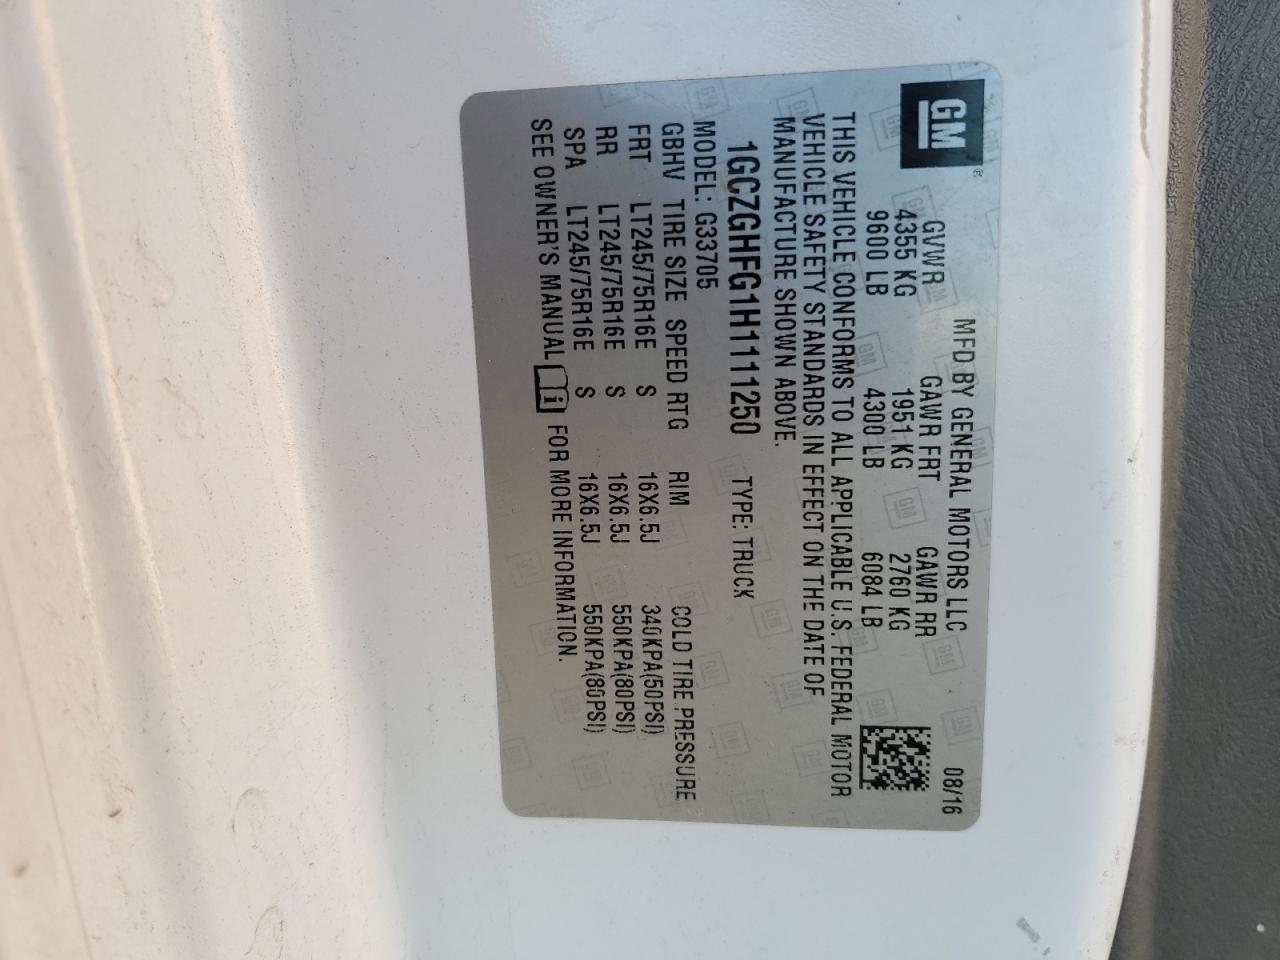 GM
MFD BY GENERAL MOTORS LLC 08/16
GVWR GAWR FRT GAWR RR
4355 KG 1951 KG 2760 KG
9600 LB 4300 LB 6084 LB
THIS VEHICLE CONFORMS TO ALL APPLICABLE U.S. FEDERAL MOTOR
VEHICLE SAFETY STANDARDS IN EFFECT ON THE DATE OF
MANUFACTURE SHOWN ABOVE.
1GCZGHFG1H1111250 TYPE: TRUCK
MODEL: G33705
GBHV TIRE SIZE SPEED RTG RIM COLD TIRE PRESSURE
FRT LT245/75R16E S 16X6.5J 340KPA(50PSI)
RR LT245/75R16E S 16X6.5J 550KPA(80PSI)
SPA LT245/75R16E S 16X6.5J 550KPA(80PSI)
SEE OWNER'S MANUAL i FOR MORE INFORMATION.